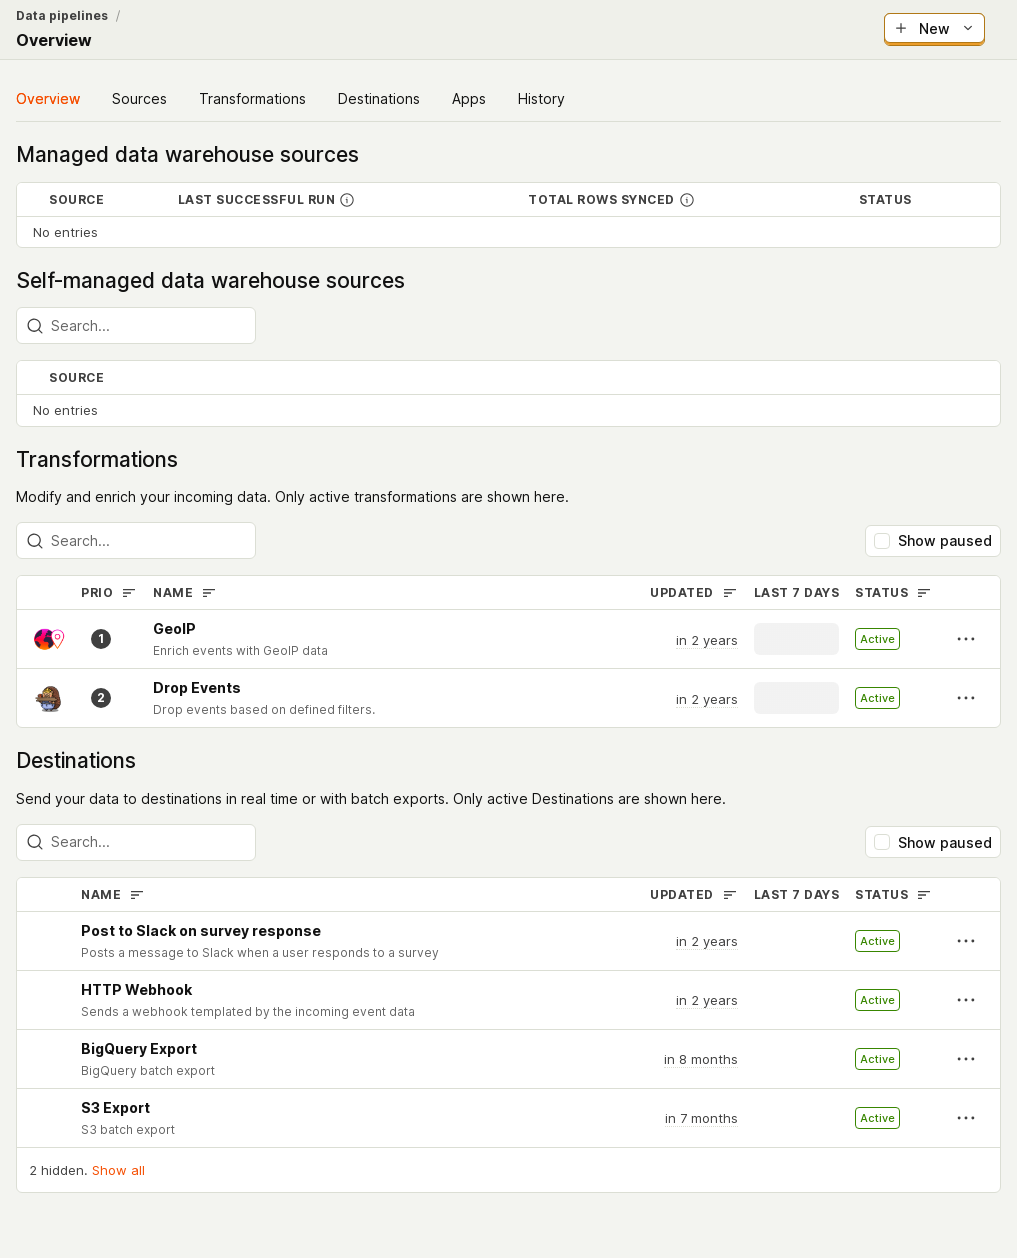 Data pipelines /
Overview
New
Overview Sources Transformations Destinations Apps History
Managed data warehouse sources
SOURCE LAST SUCCESSFUL RUN TOTAL ROWS SYNCED STATUS
No entries
Self-managed data warehouse sources
Search...
SOURCE
No entries
Transformations
Modify and enrich your incoming data. Only active transformations are shown here.
Search... Show paused
PRIO NAME UPDATED LAST 7 DAYS STATUS
1 GeoIP in 2 years Active
Enrich events with GeoIP data
2 Drop Events in 2 years Active
Drop events based on defined filters.
Destinations
Send your data to destinations in real time or with batch exports. Only active Destinations are shown here.
Search... Show paused
NAME UPDATED LAST 7 DAYS STATUS
Post to Slack on survey response in 2 years Active
Posts a message to Slack when a user responds to a survey
HTTP Webhook in 2 years Active
Sends a webhook templated by the incoming event data
BigQuery Export in 8 months Active
BigQuery batch export
S3 Export in 7 months Active
S3 batch export
2 hidden. Show all